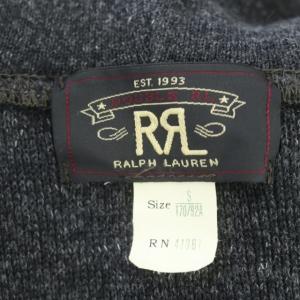 EST. 1993
DOUBLE RL
RRL
RALPH LAUREN
Size S
170/92A
RN 41381